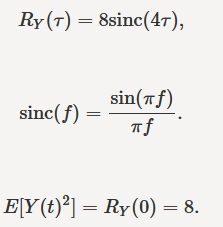 R_Y(τ) = 8sinc(4τ),
sinc(f) = sin(πf) / πf.
E[Y(t)²] = R_Y(0) = 8.